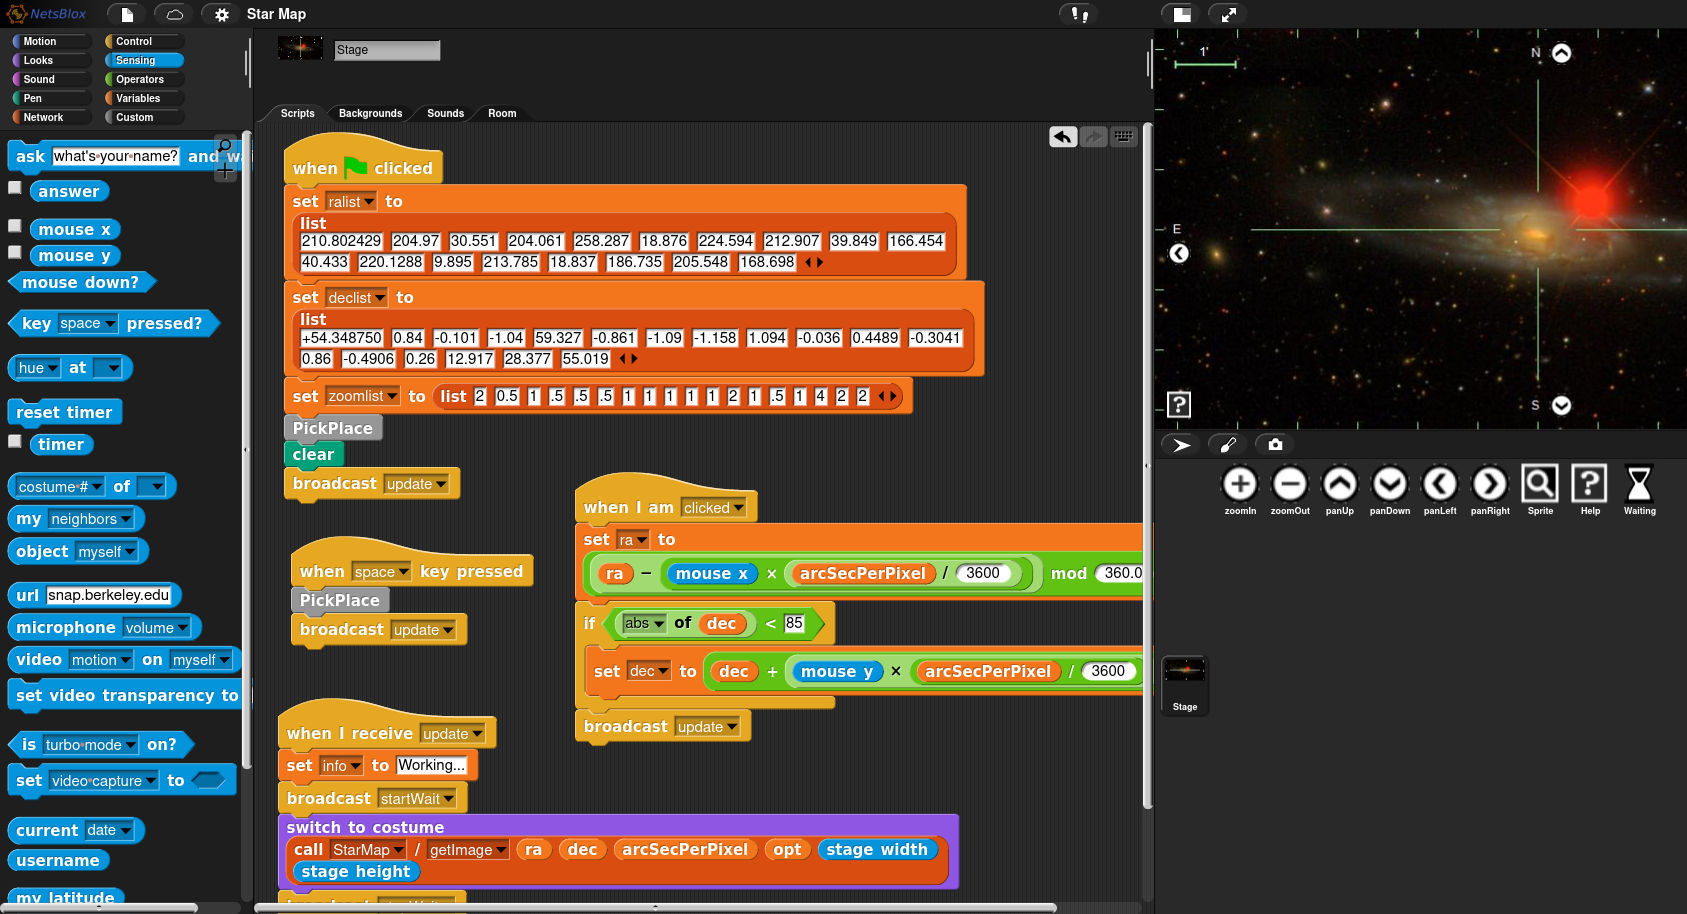 NetsBlox
Star Map
Motion
Control
Looks
Sensing
Sound
Operators
Pen
Variables
Network
Custom
ask what's your name? and wa
answer
mouse x
mouse y
mouse down?
key space pressed?
hue at
reset timer
timer
costume # of
my neighbors
object myself
url snap.berkeley.edu
microphone volume
video motion on myself
set video transparency to
is turbo mode on?
set video capture to
current date
username
my latitude
Stage
Scripts Backgrounds Sounds Room
when clicked
set ralist to
list
210.802429 204.97 30.551 204.061 258.287 18.876 224.594 212.907 39.849 166.454
40.433 220.1288 9.895 213.785 18.837 186.735 205.548 168.698
set declist to
list
+54.348750 0.84 -0.101 -1.04 59.327 -0.861 -1.09 -1.158 1.094 -0.036 0.4489 -0.3041
0.86 -0.4906 0.26 12.917 28.377 55.019
set zoomlist to list 2 0.5 1 .5 .5 .5 1 1 1 1 1 2 1 .5 1 4 2 2
PickPlace
clear
broadcast update
when space key pressed
PickPlace
broadcast update
when I receive update
set info to Working...
broadcast startWait
switch to costume
call StarMap / getImage ra dec arcSecPerPixel opt stage width
stage height
when I am clicked
set ra to
ra − mouse x × arcSecPerPixel / 3600 mod 360.0
if abs of dec < 85
set dec to dec + mouse y × arcSecPerPixel / 3600
broadcast update
1'
N
E
S
?
zoomIn zoomOut panUp panDown panLeft panRight Sprite Help Waiting
Stage